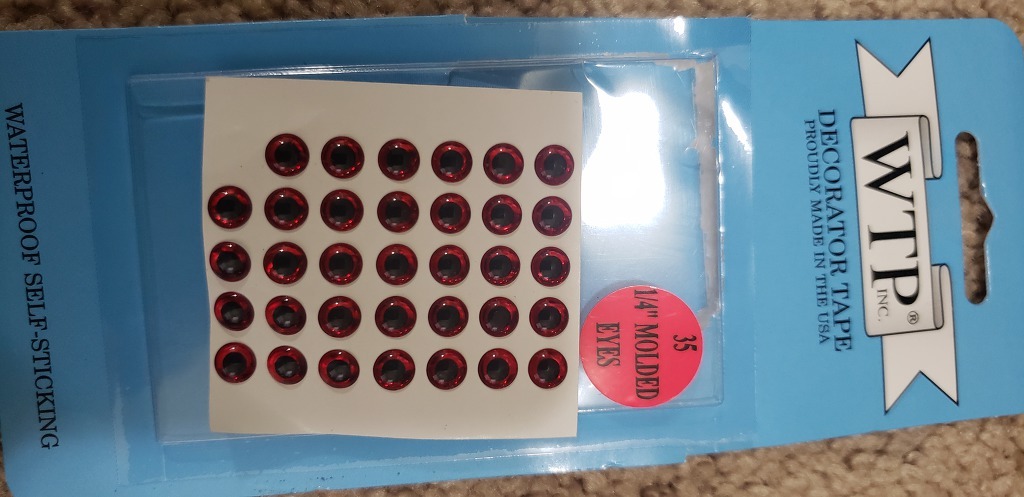 WTP®
INC.
DECORATOR TAPE
PROUDLY MADE IN THE USA
35
1/4" MOLDED
EYES
WATERPROOF SELF-STICKING